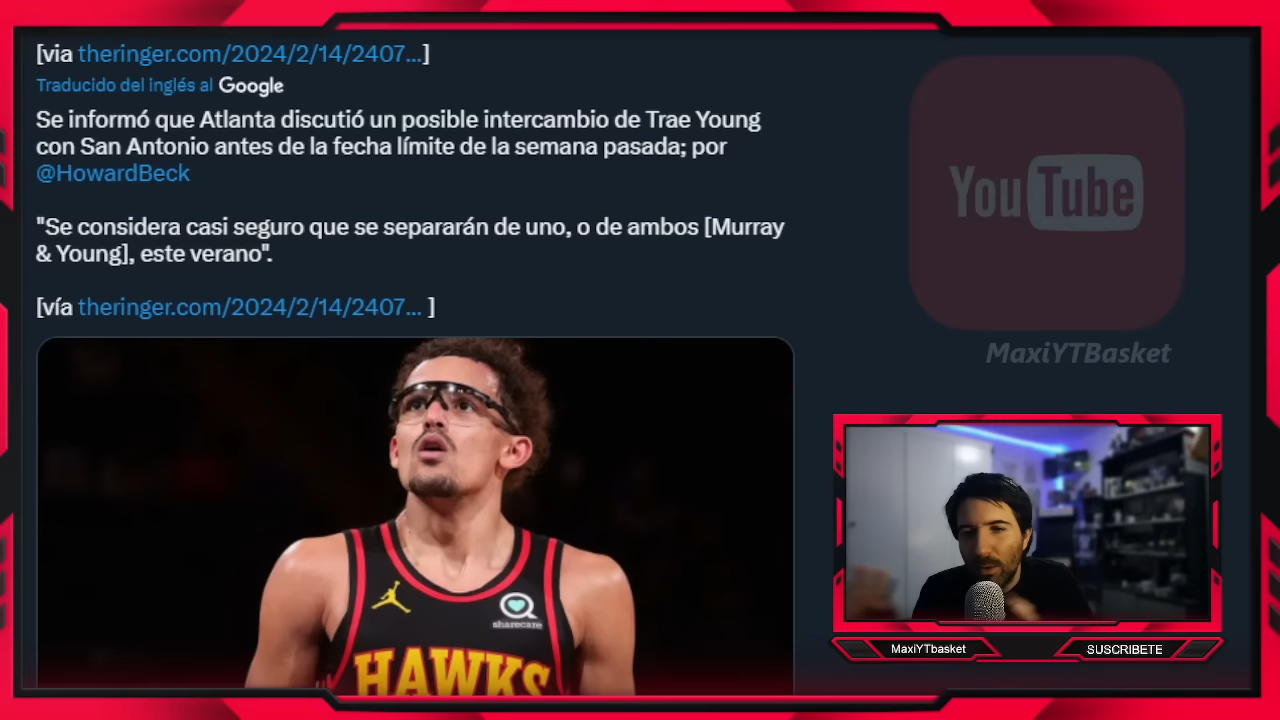 [via theringer.com/2024/2/14/2407...]
Traducido del inglés al Google
Se informó que Atlanta discutió un posible intercambio de Trae Young
con San Antonio antes de la fecha límite de la semana pasada; por
@HowardBeck
"Se considera casi seguro que se separarán de uno, o de ambos [Murray
& Young], este verano".
[vía theringer.com/2024/2/14/2407... ]
YouTube
MaxiYTBasket
sharecare
HAWKS
MaxiYTbasket
SUSCRIBETE